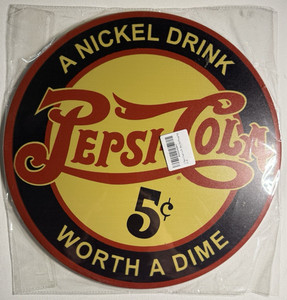 A NICKEL DRINK
PEPSI-COLA
5¢
WORTH A DIME